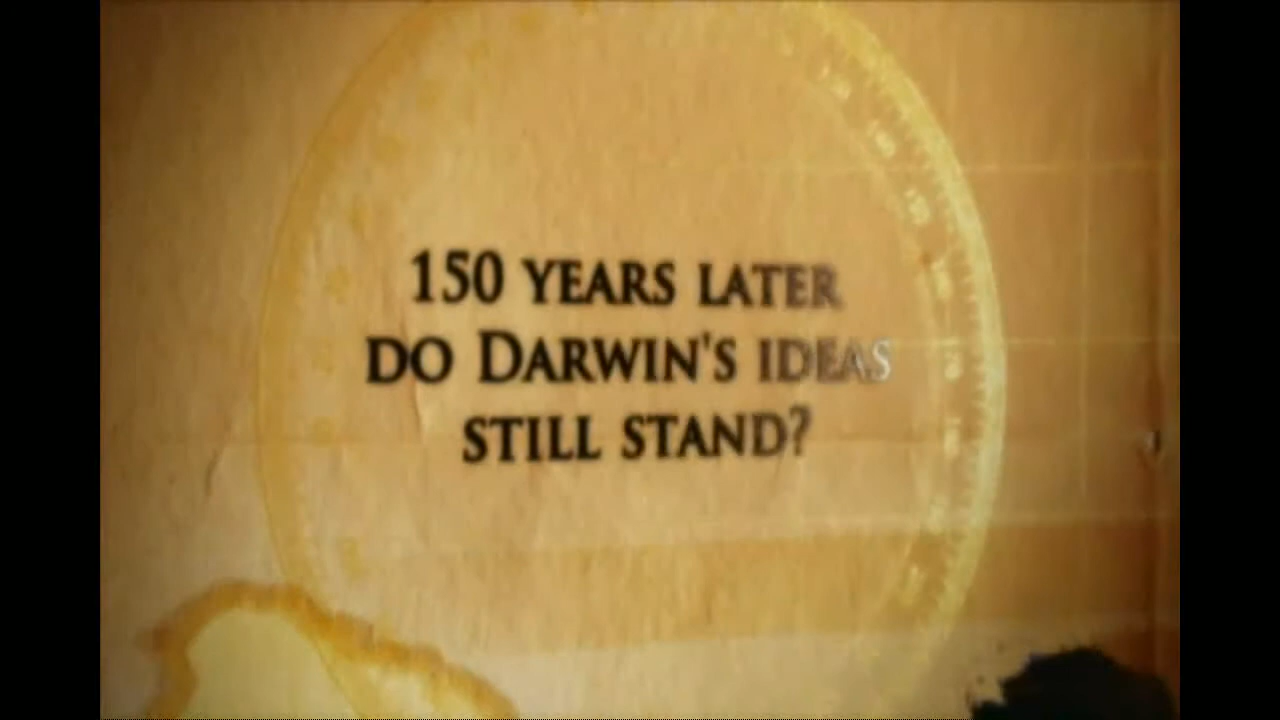 150 YEARS LATER
DO DARWIN'S IDEAS
STILL STAND?